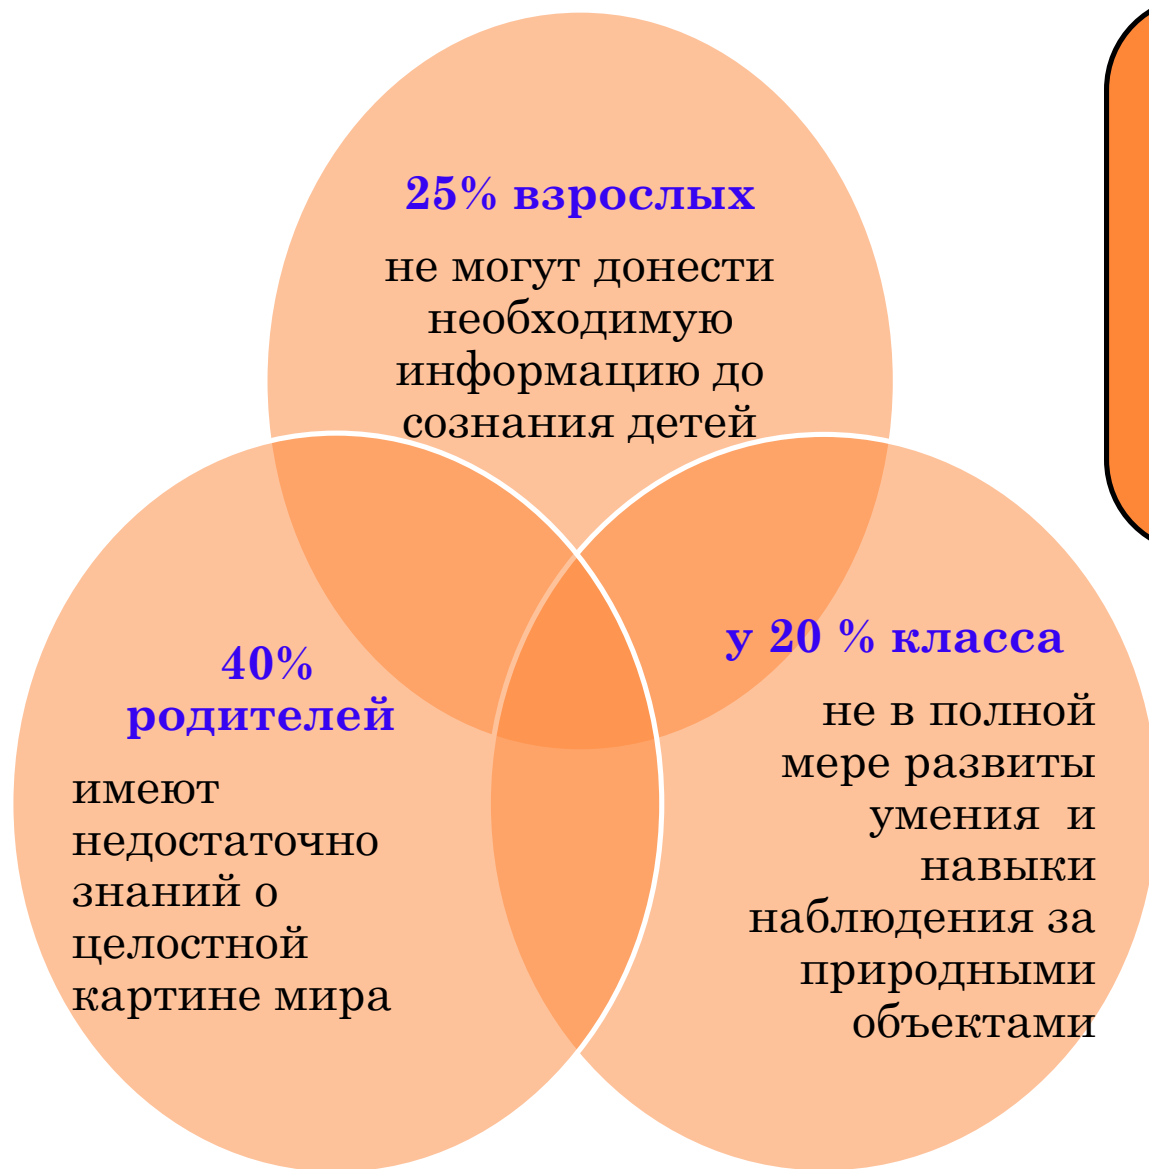 25% взрослых
не могут донести
необходимую
информацию до
сознания детей
40%
родителей
имеют
недостаточно
знаний о
целостной
картине мира
у 20 % класса
не в полной
мере развиты
умения  и
навыки
наблюдения за
природными
объектами